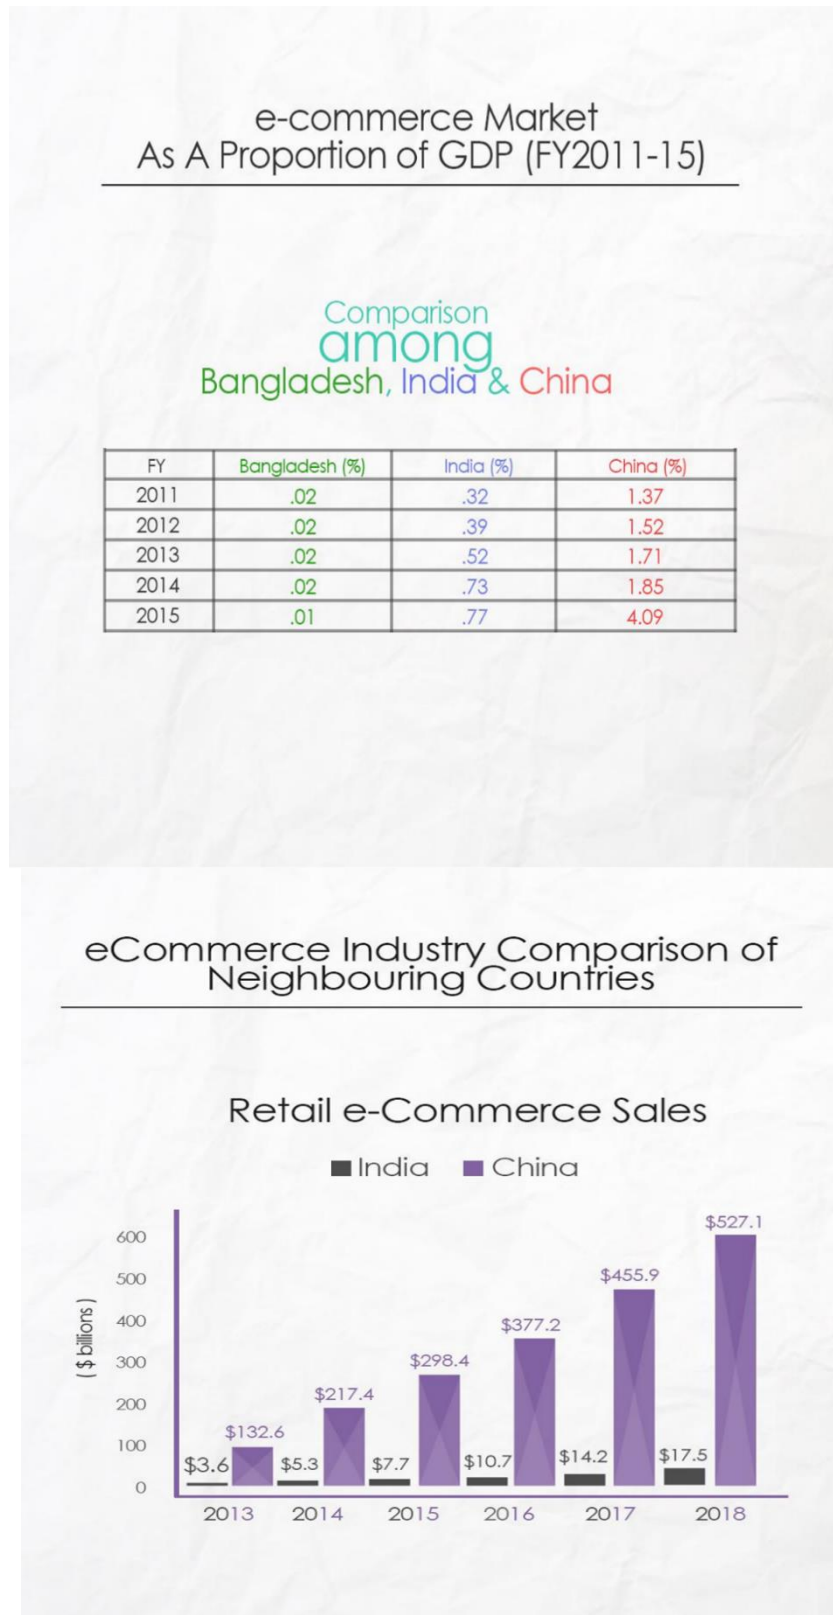 e-commerce Market
As A Proportion of GDP (FY2011-15)
Comparison
among
Bangladesh, India & China
FY Bangladesh (%) India (%) China (%)
2011 .02 .32 1.37
2012 .02 .39 1.52
2013 .02 .52 1.71
2014 .02 .73 1.85
2015 .01 .77 4.09
eCommerce Industry Comparison of
Neighbouring Countries
Retail e-Commerce Sales
India China
($ billions)
600
500
400
300
200
100
0
$3.6 $132.6 $5.3 $217.4 $7.7 $298.4 $10.7 $377.2 $14.2 $455.9 $17.5 $527.1
2013 2014 2015 2016 2017 2018